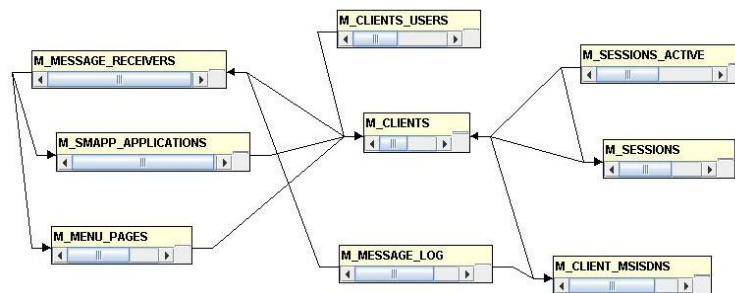 M_CLIENTS_USERS
M_MESSAGE_RECEIVERS
M_SESSIONS_ACTIVE
M_CLIENTS
M_SMAPP_APPLICATIONS
M_SESSIONS
M_MENU_PAGES
M_MESSAGE_LOG
M_CLIENT_MSISDNS